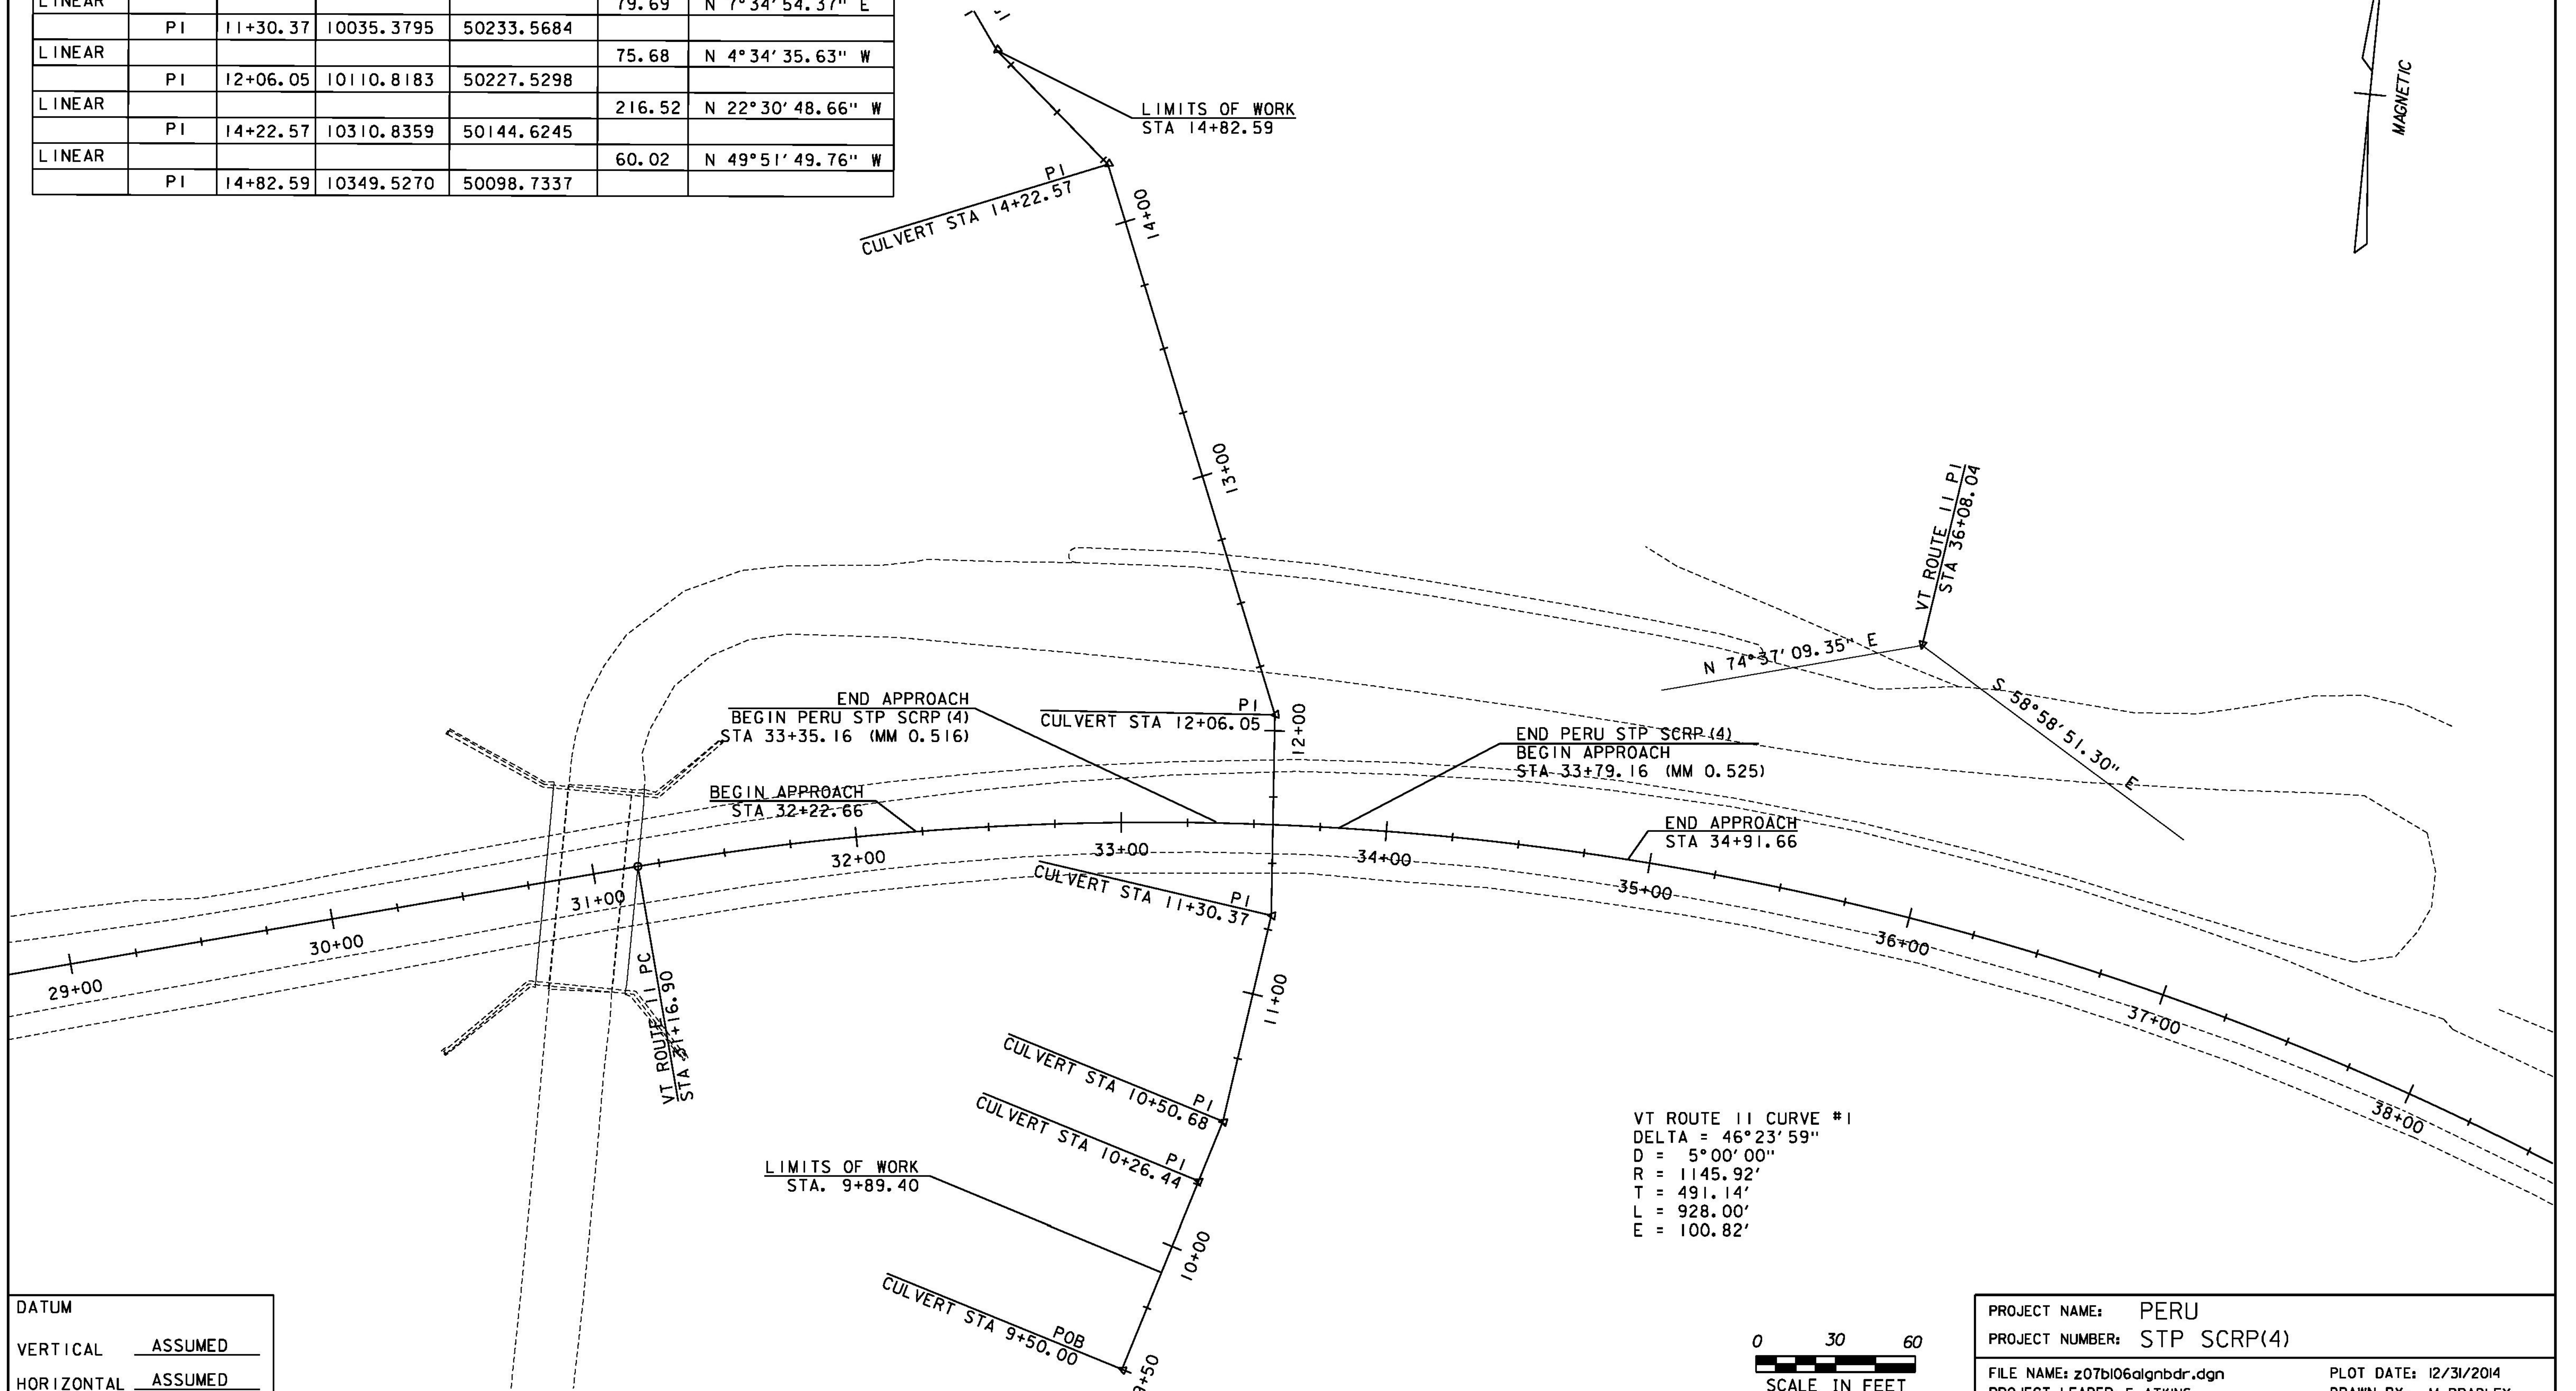 LINEAR 79.69 N 7°34'54.37" E
PI 11+30.37 10035.3795 50233.5684
LINEAR 75.68 N 4°34'35.63" W
PI 12+06.05 10110.8183 50227.5298
LINEAR 216.52 N 22°30'48.66" W
PI 14+22.57 10310.8359 50144.6245
LINEAR 60.02 N 49°51'49.76" W
PI 14+82.59 10349.5270 50098.7337
LIMITS OF WORK
STA 14+82.59
MAGNETIC
PI
CULVERT STA 14+22.57
14+00
13+00
VT ROUTE 11 PI
STA 36+08.04
N 74°37'09.35" E
S 58°58'51.30" E
END APPROACH
BEGIN PERU STP SCRP(4)
STA 33+35.16 (MM 0.516)
PI
CULVERT STA 12+06.05
12+00
END PERU STP SCRP(4)
BEGIN APPROACH
STA 33+79.16 (MM 0.525)
BEGIN APPROACH
STA 32+22.66
END APPROACH
STA 34+91.66
29+00
30+00
31+00
32+00
33+00
34+00
35+00
36+00
37+00
38+00
PI
CULVERT STA 11+30.37
VT ROUTE 11 PC
STA 31+16.90
11+00
PI
CULVERT STA 10+50.68
PI
CULVERT STA 10+26.44
LIMITS OF WORK
STA. 9+89.40
10+00
POB
CULVERT STA 9+50.00
9+50
VT ROUTE 11 CURVE #1
DELTA = 46°23'59"
D = 5°00'00"
R = 1145.92'
T = 491.14'
L = 928.00'
E = 100.82'
DATUM
VERTICAL ASSUMED
HORIZONTAL ASSUMED
0 30 60
SCALE IN FEET
PROJECT NAME: PERU
PROJECT NUMBER: STP SCRP(4)
FILE NAME: z07b106algnbdr.dgn PLOT DATE: 12/31/2014
PROJECT LEADER: E. ATKINS DRAWN BY: M. BRADLEY